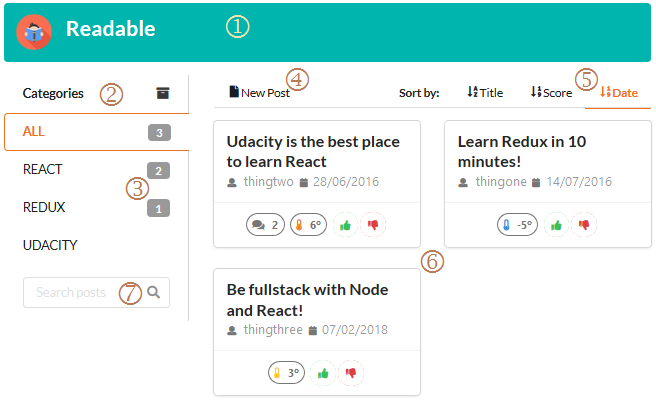 Readable ①
Categories ②
ALL 3
REACT 2
③
REDUX 1
UDACITY
Search posts ⑦
④
New Post Sort by: Title Score ⑤ Date
Udacity is the best place
to learn React
thingtwo 28/06/2016
2 6° 
Learn Redux in 10
minutes!
thingone 14/07/2016
-5°
⑥
Be fullstack with Node
and React!
thingthree 07/02/2018
3°